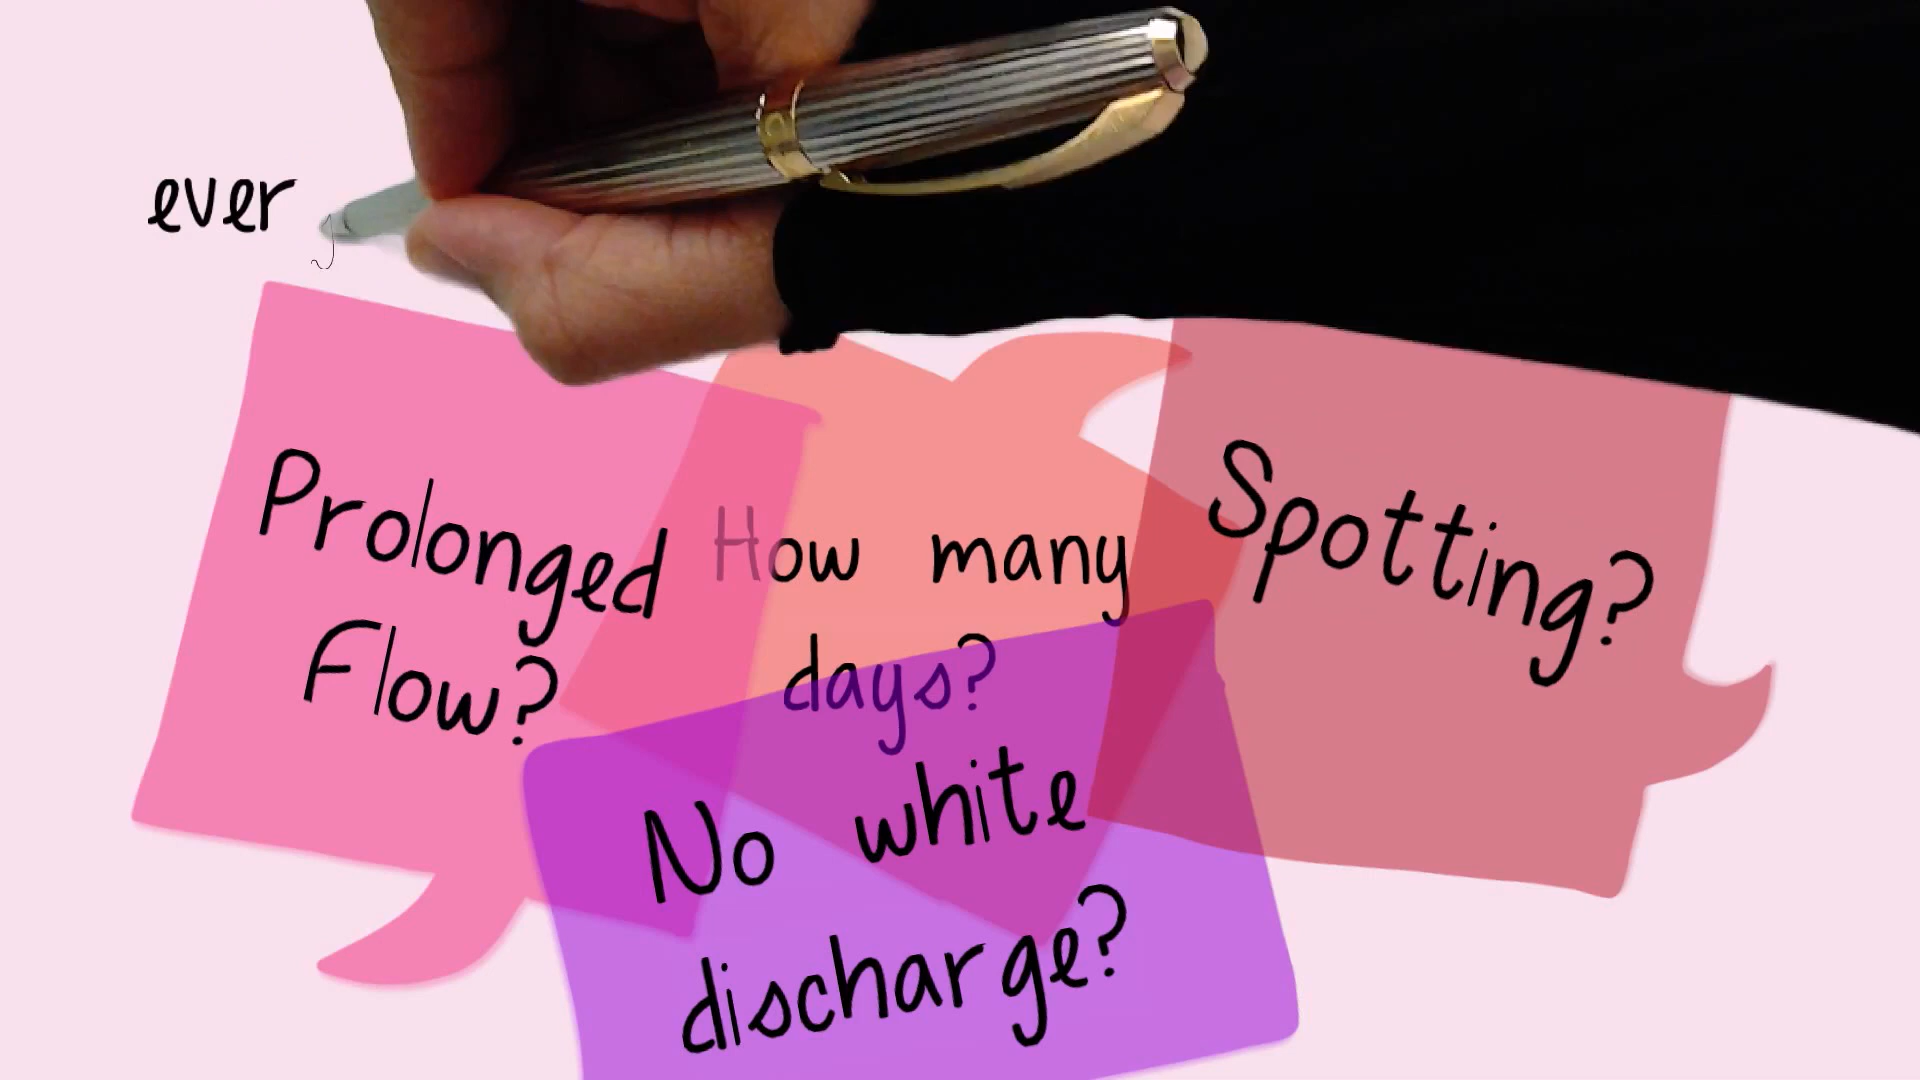 ever
Prolonged
Flow?
How many
days?
Spotting?
No white
discharge?